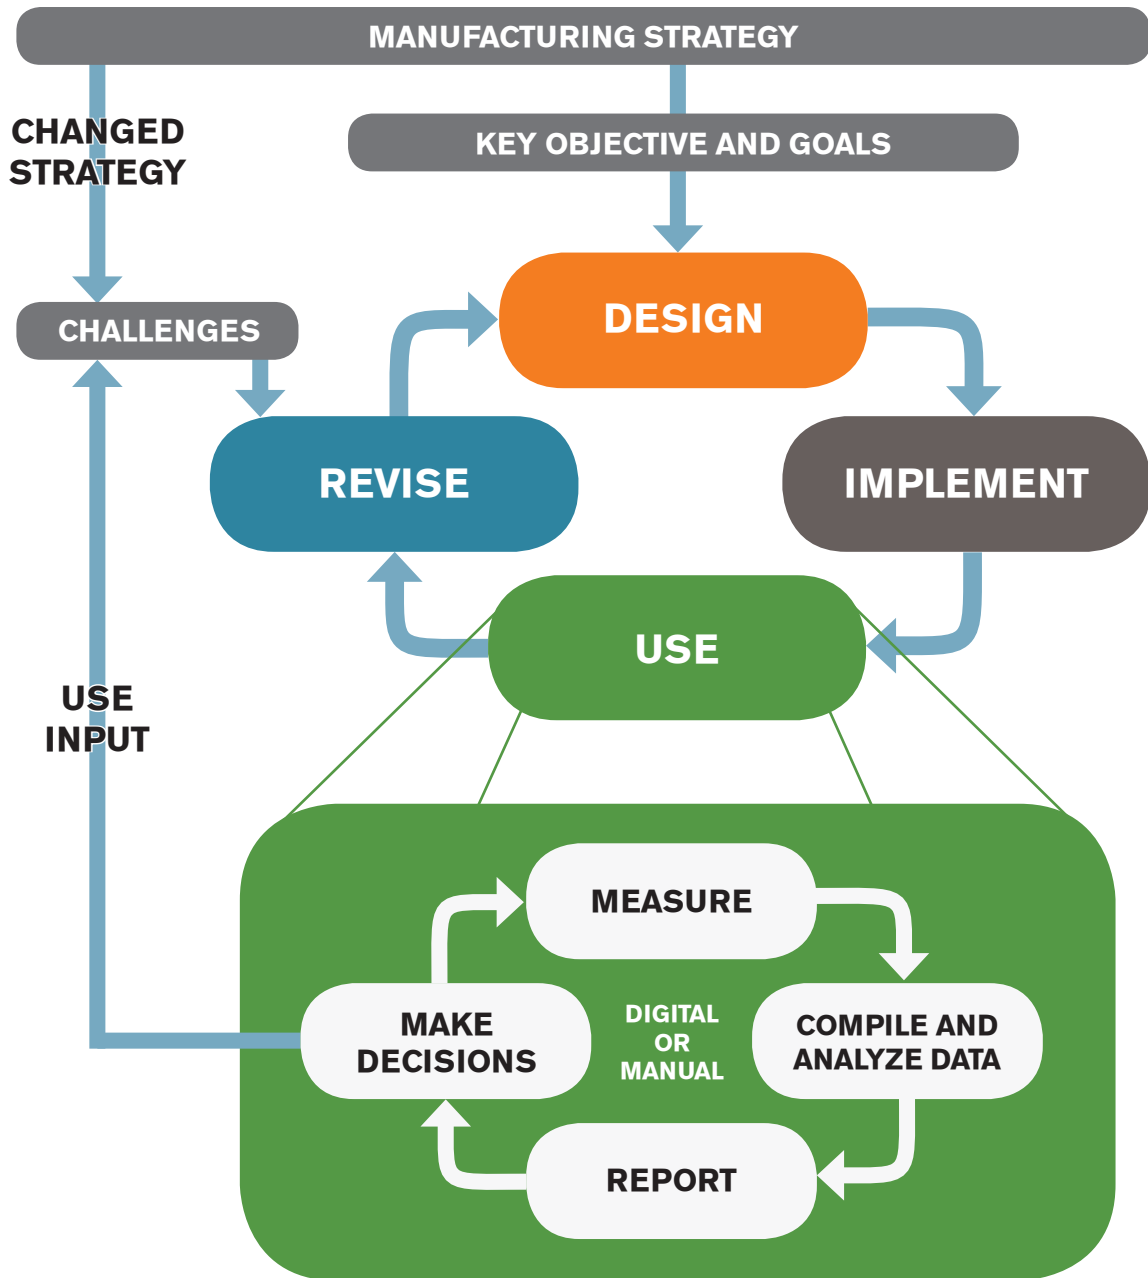 MANUFACTURING STRATEGY
CHANGED
STRATEGY
KEY OBJECTIVE AND GOALS
DESIGN
CHALLENGES
REVISE
IMPLEMENT
USE
USE
INPUT
MEASURE
MAKE
DECISIONS
DIGITAL
OR
MANUAL
COMPILE AND
ANALYZE DATA
REPORT